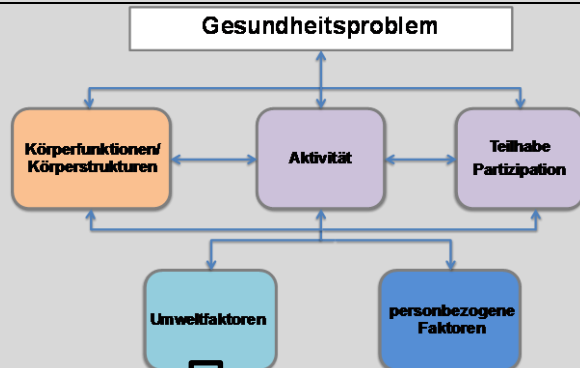 Gesundheitsproblem
Körperfunktionen/
Körperstrukturen
Aktivität
Teilhabe
Partizipation
Umweltfaktoren
personbezogene
Faktoren